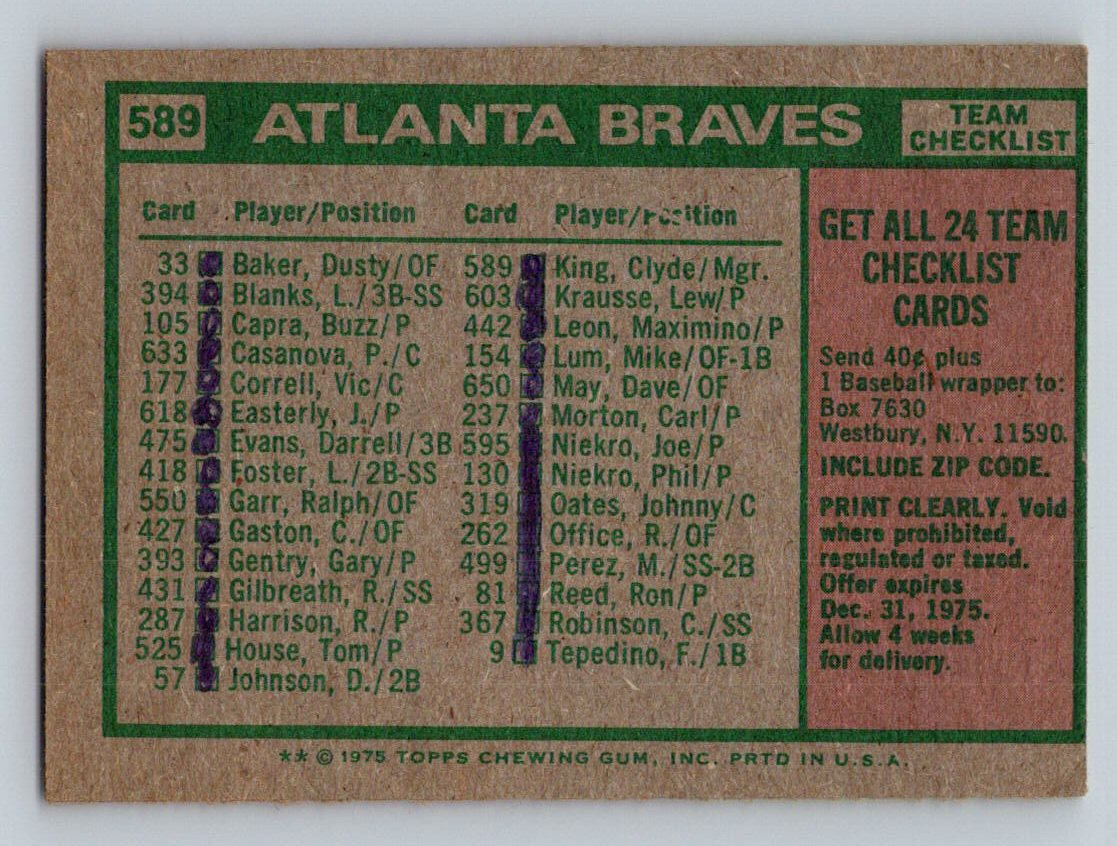 589 ATLANTA BRAVES TEAM CHECKLIST
Card Player/Position
33 Baker, Dusty/OF
394 Blanks, L./3B-SS
105 Capra, Buzz/P
633 Casanova, P./C
177 Correll, Vic/C
618 Easterly, J./P
475 Evans, Darrell/3B
418 Foster, L./2B-SS
550 Garr, Ralph/OF
427 Gaston, C./OF
393 Gentry, Gary/P
431 Gilbreath, R./SS
287 Harrison, R./P
525 House, Tom/P
57 Johnson, D./2B
Card Player/Position
589 King, Clyde/Mgr.
603 Krausse, Lew/P
442 Leon, Maximino/P
154 Lum, Mike/OF-1B
650 May, Dave/OF
237 Morton, Carl/P
595 Niekro, Joe/P
130 Niekro, Phil/P
319 Oates, Johnny/C
262 Office, R./OF
499 Perez, M./SS-2B
81 Reed, Ron/P
367 Robinson, C./SS
9 Tepedino, F./1B
GET ALL 24 TEAM
CHECKLIST
CARDS
Send 40¢ plus
1 Baseball wrapper to:
Box 7630
Westbury, N.Y. 11590.
INCLUDE ZIP CODE.
PRINT CLEARLY. Void
where prohibited,
regulated or taxed.
Offer expires
Dec. 31, 1975.
Allow 4 weeks
for delivery.
** © 1975 TOPPS CHEWING GUM, INC. PRTD IN U.S.A.